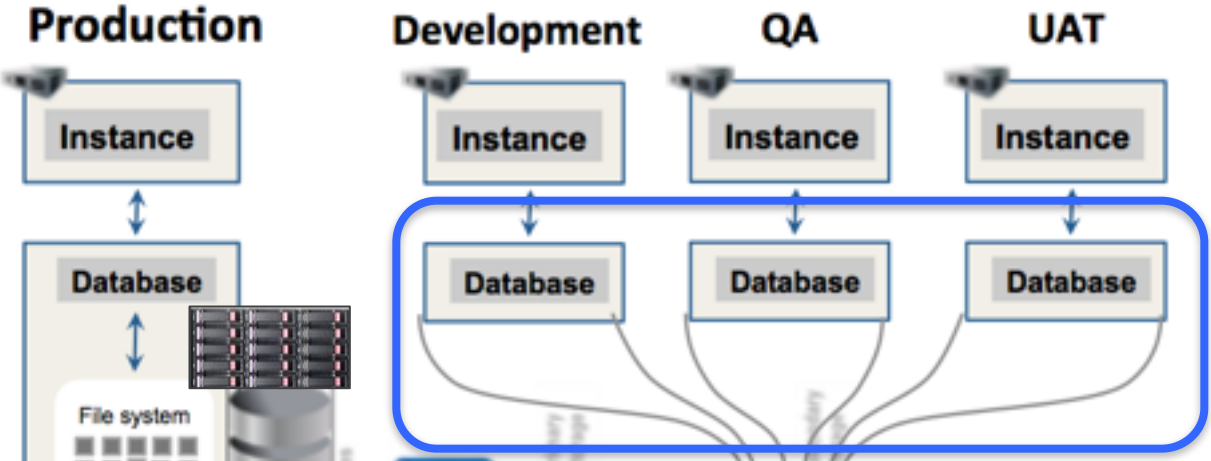 Production
Development
QA
UAT
Instance
Instance
Instance
Instance
Database
Database
Database
Database
File system